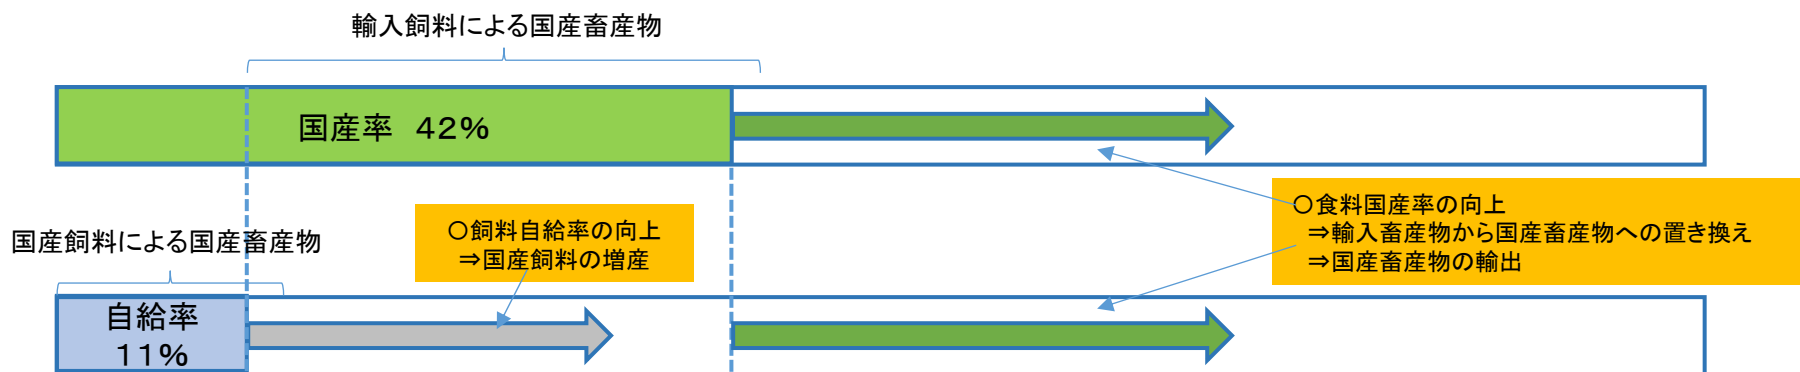 輸入飼料による国産畜産物
国産率 42%
○食料国産率の向上
⇒輸入畜産物から国産畜産物への置き換え
⇒国産畜産物の輸出
○飼料自給率の向上
⇒国産飼料の増産
国産飼料による国産畜産物
自給率
11%